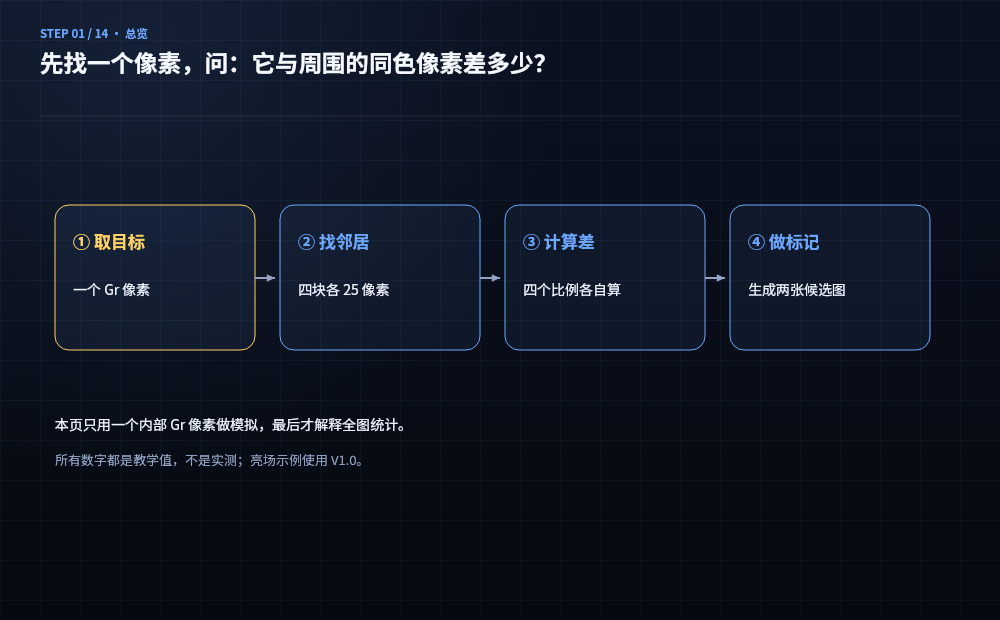 STEP 01 / 14 • 总览
先找一个像素，问：它与周围的同色像素差多少？
① 取目标
一个 Gr 像素
② 找邻居
四块各 25 像素
③ 计算差
四个比例各自算
④ 做标记
生成两张候选图
本页只用一个内部 Gr 像素做模拟，最后才解释全图统计。
所有数字都是教学值，不是实测；亮场示例使用 V1.0。